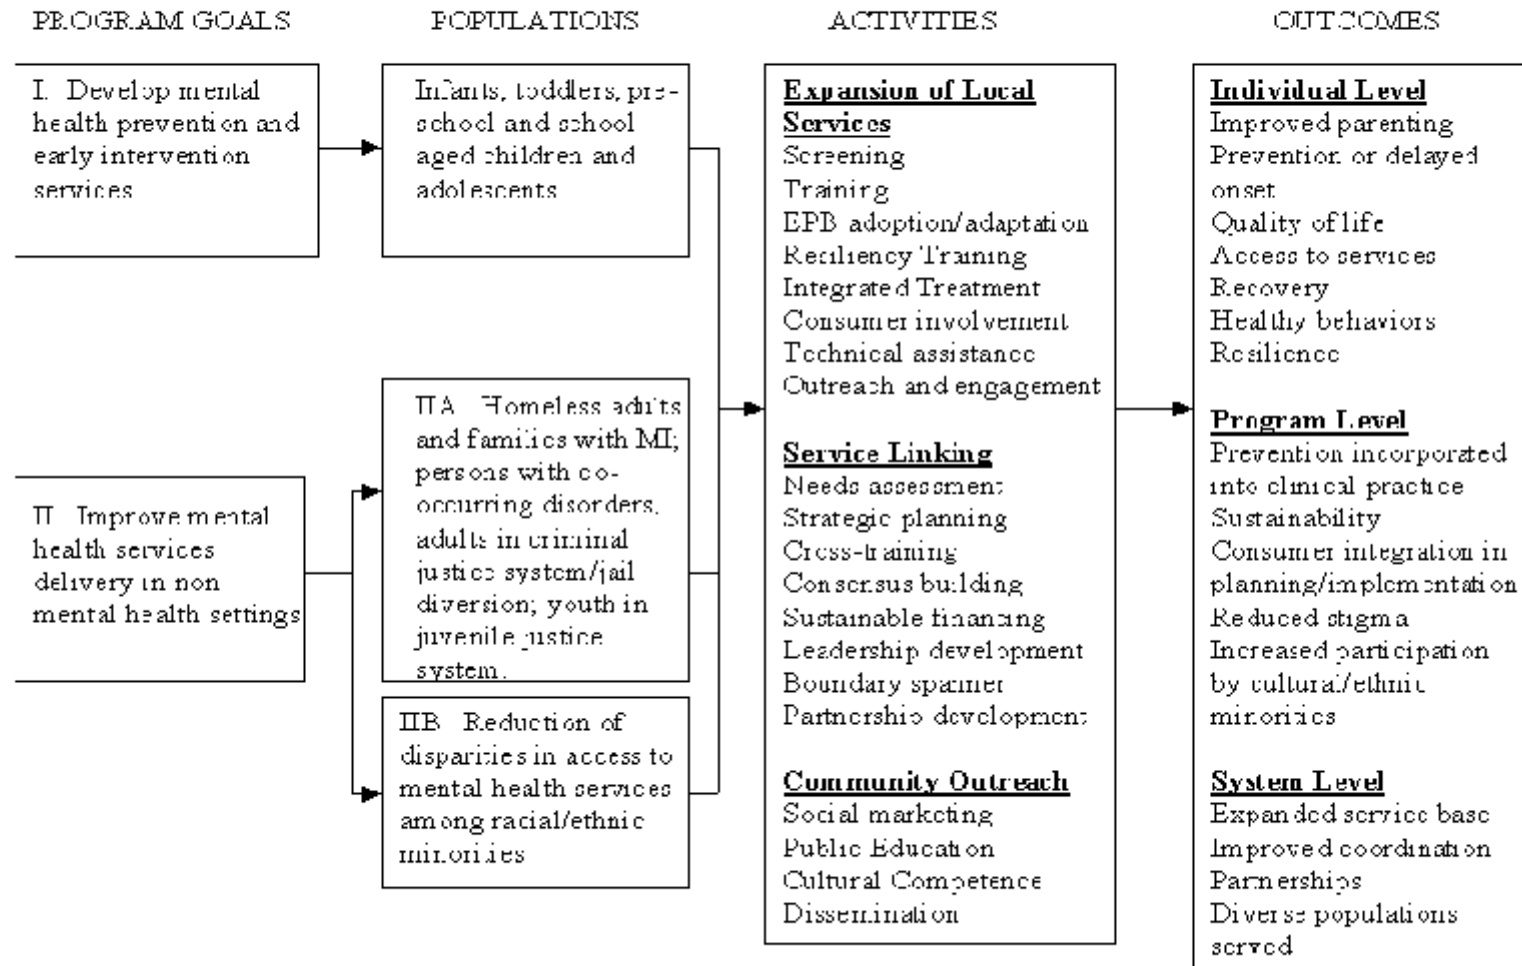 PROGRAM GOALS
POPULATIONS
ACTIVITIES
OUTCOMES
I. Develop mental
health prevention and
early intervention
services
Infants, toddlers, pre-
school and school
aged children and
adolescents
II. Improve mental
health services
delivery in non
mental health settings
IIA. Homeless adults
and families with MI;
persons with co-
occurring disorders,
adults in criminal
justice system/jail
diversion; youth in
juvenile justice
system.
IIB. Reduction of
disparities in access to
mental health services
among racial/ethnic
minorities
Expansion of Local
Services
Screening
Training
EPB adoption/adaptation
Resiliency Training
Integrated Treatment
Consumer involvement
Technical assistance
Outreach and engagement
Service Linking
Needs assessment
Strategic planning
Cross-training
Consensus building
Sustainable financing
Leadership development
Boundary spanner
Partnership development
Community Outreach
Social marketing
Public Education
Cultural Competence
Dissemination
Individual Level
Improved parenting
Prevention or delayed
onset
Quality of life
Access to services
Recovery
Healthy behaviors
Resilience
Program Level
Prevention incorporated
into clinical practice
Sustainability
Consumer integration in
planning/implementation
Reduced stigma
Increased participation
by cultural/ethnic
minorities
System Level
Expanded service base
Improved coordination
Partnerships
Diverse populations
served